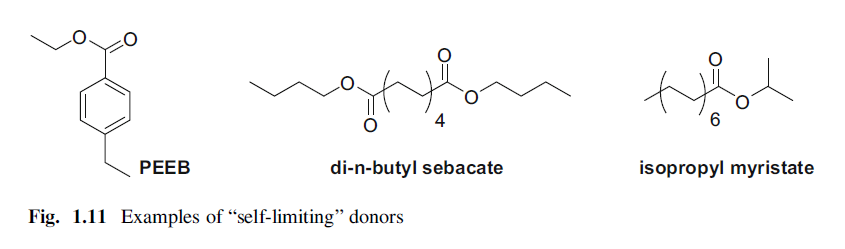 O O
O O
O O
O O
4 6
PEEB di-n-butyl sebacate isopropyl myristate
Fig. 1.11 Examples of “self-limiting” donors